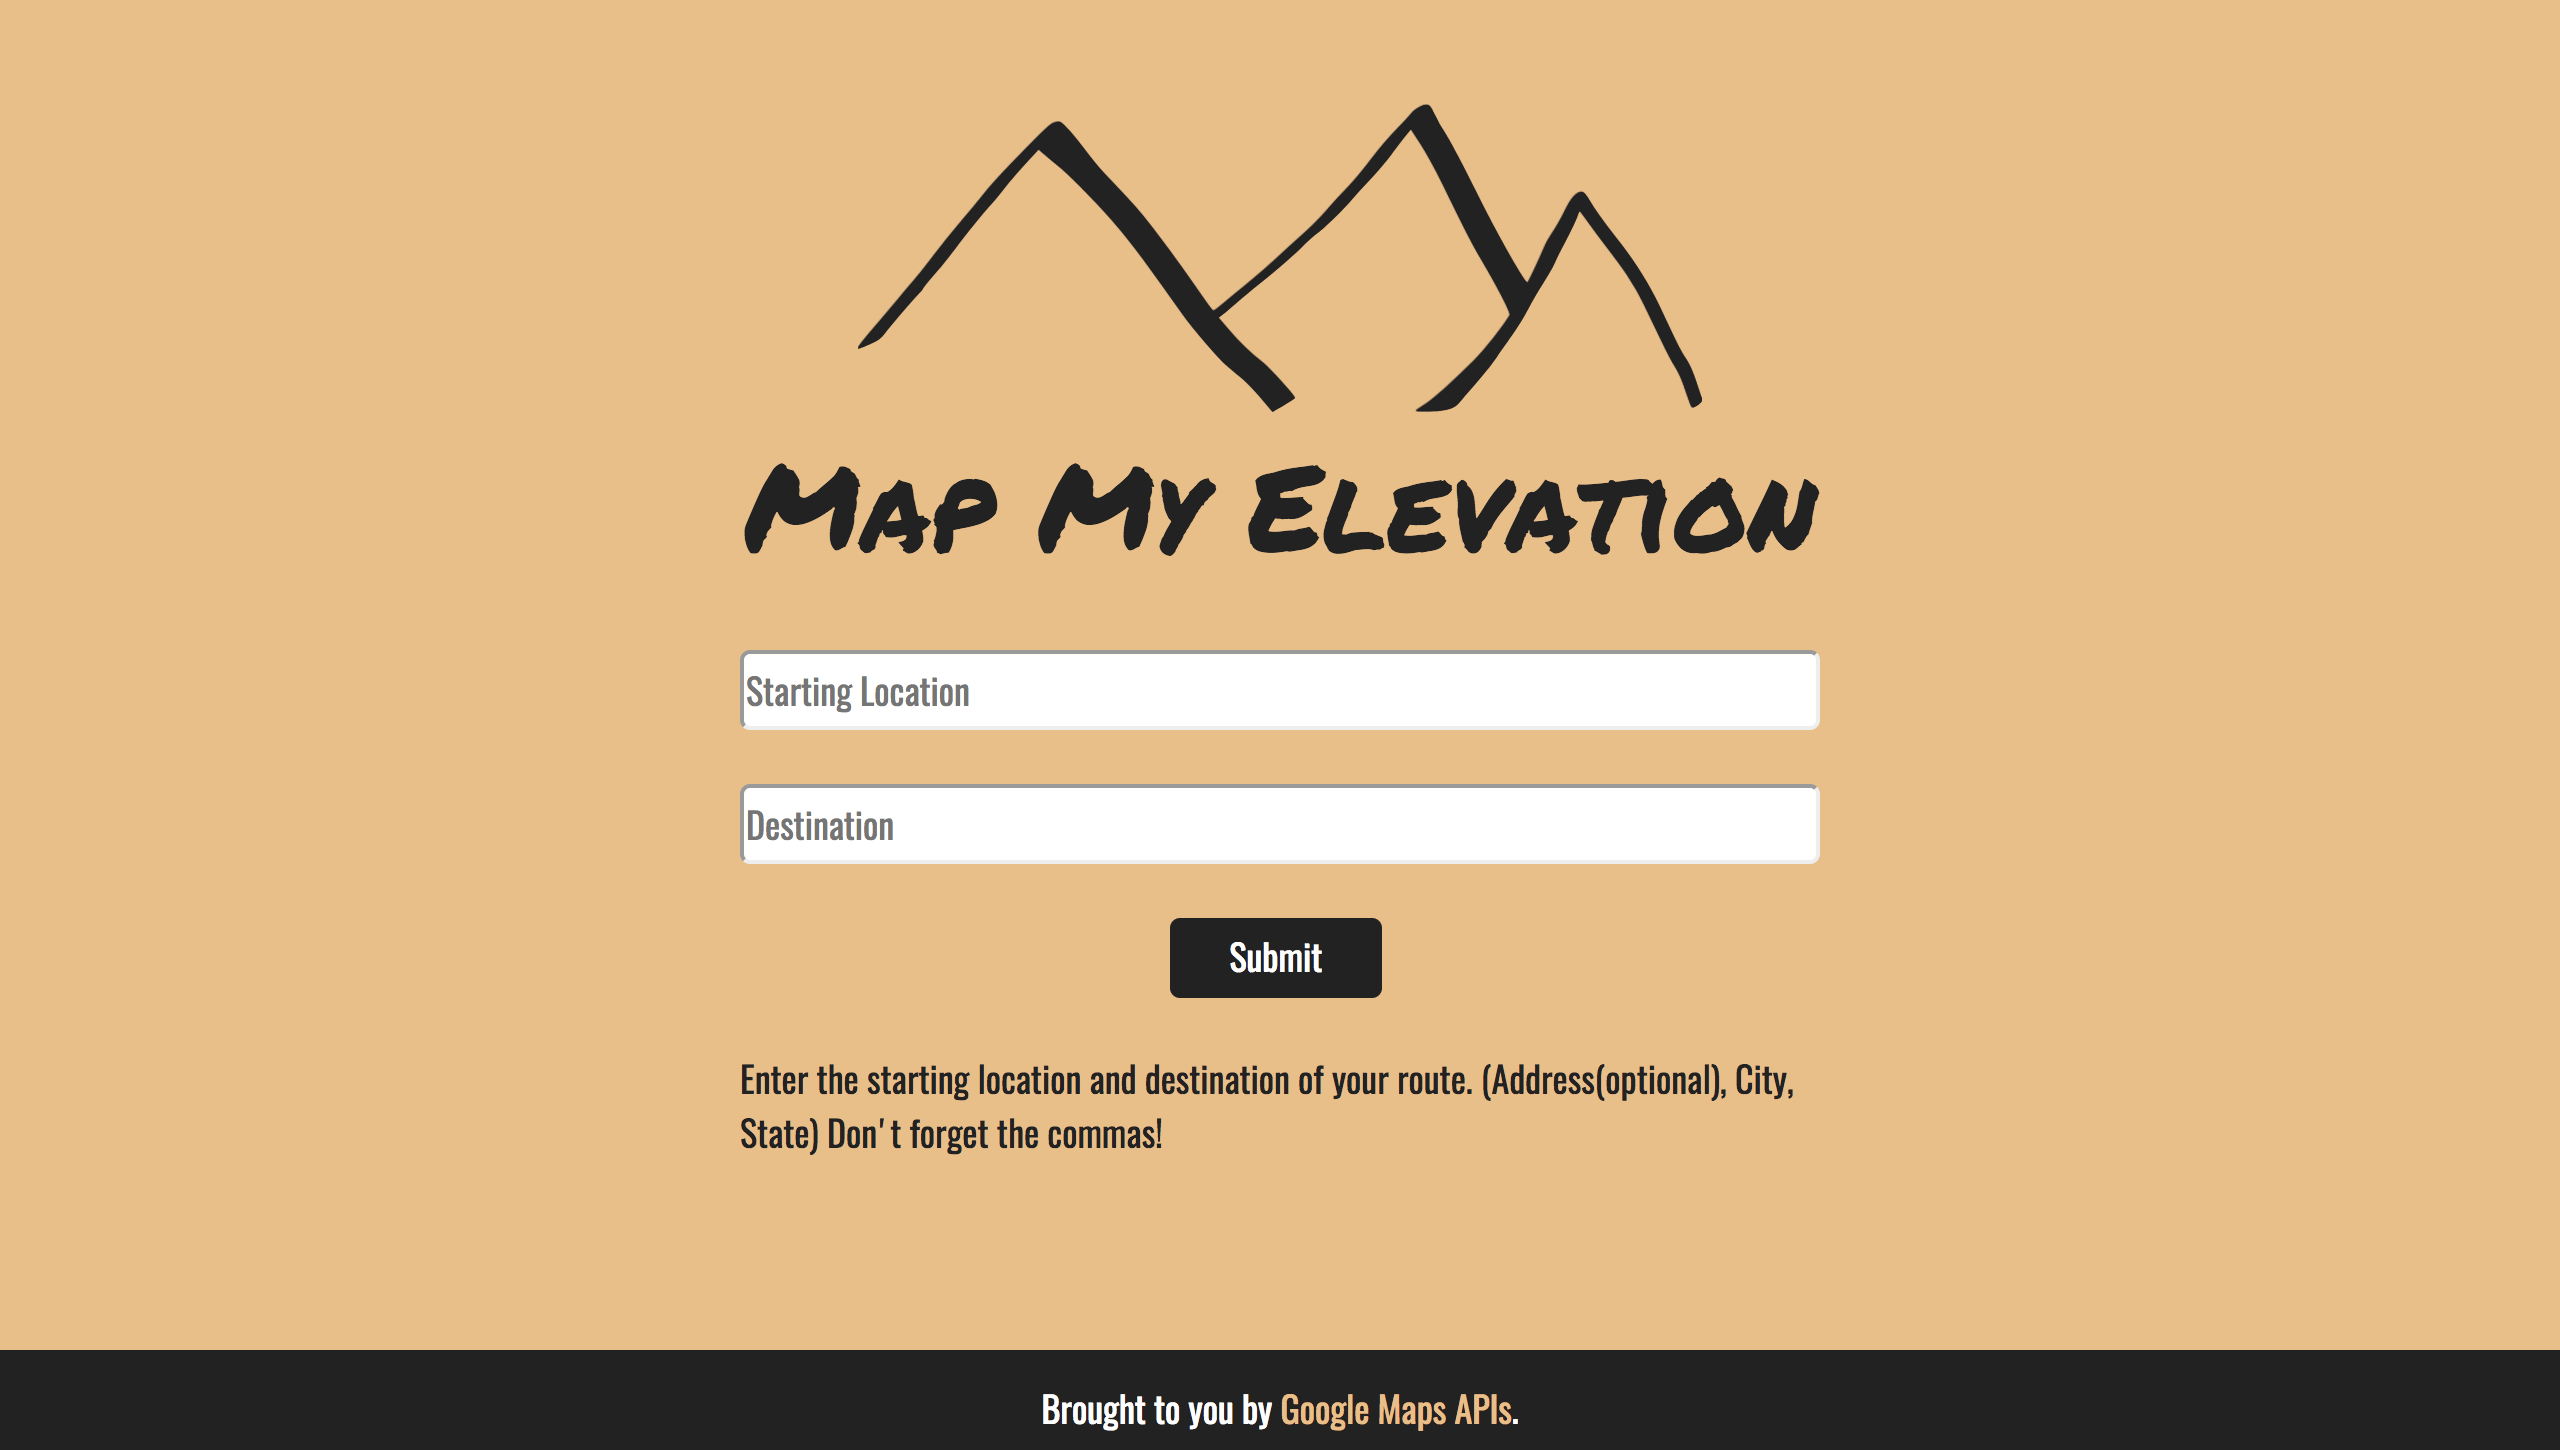 Map My Elevation
Starting Location
Destination
Submit
Enter the starting location and destination of your route. (Address(optional), City,
State) Don't forget the commas!
Brought to you by Google Maps APIs.